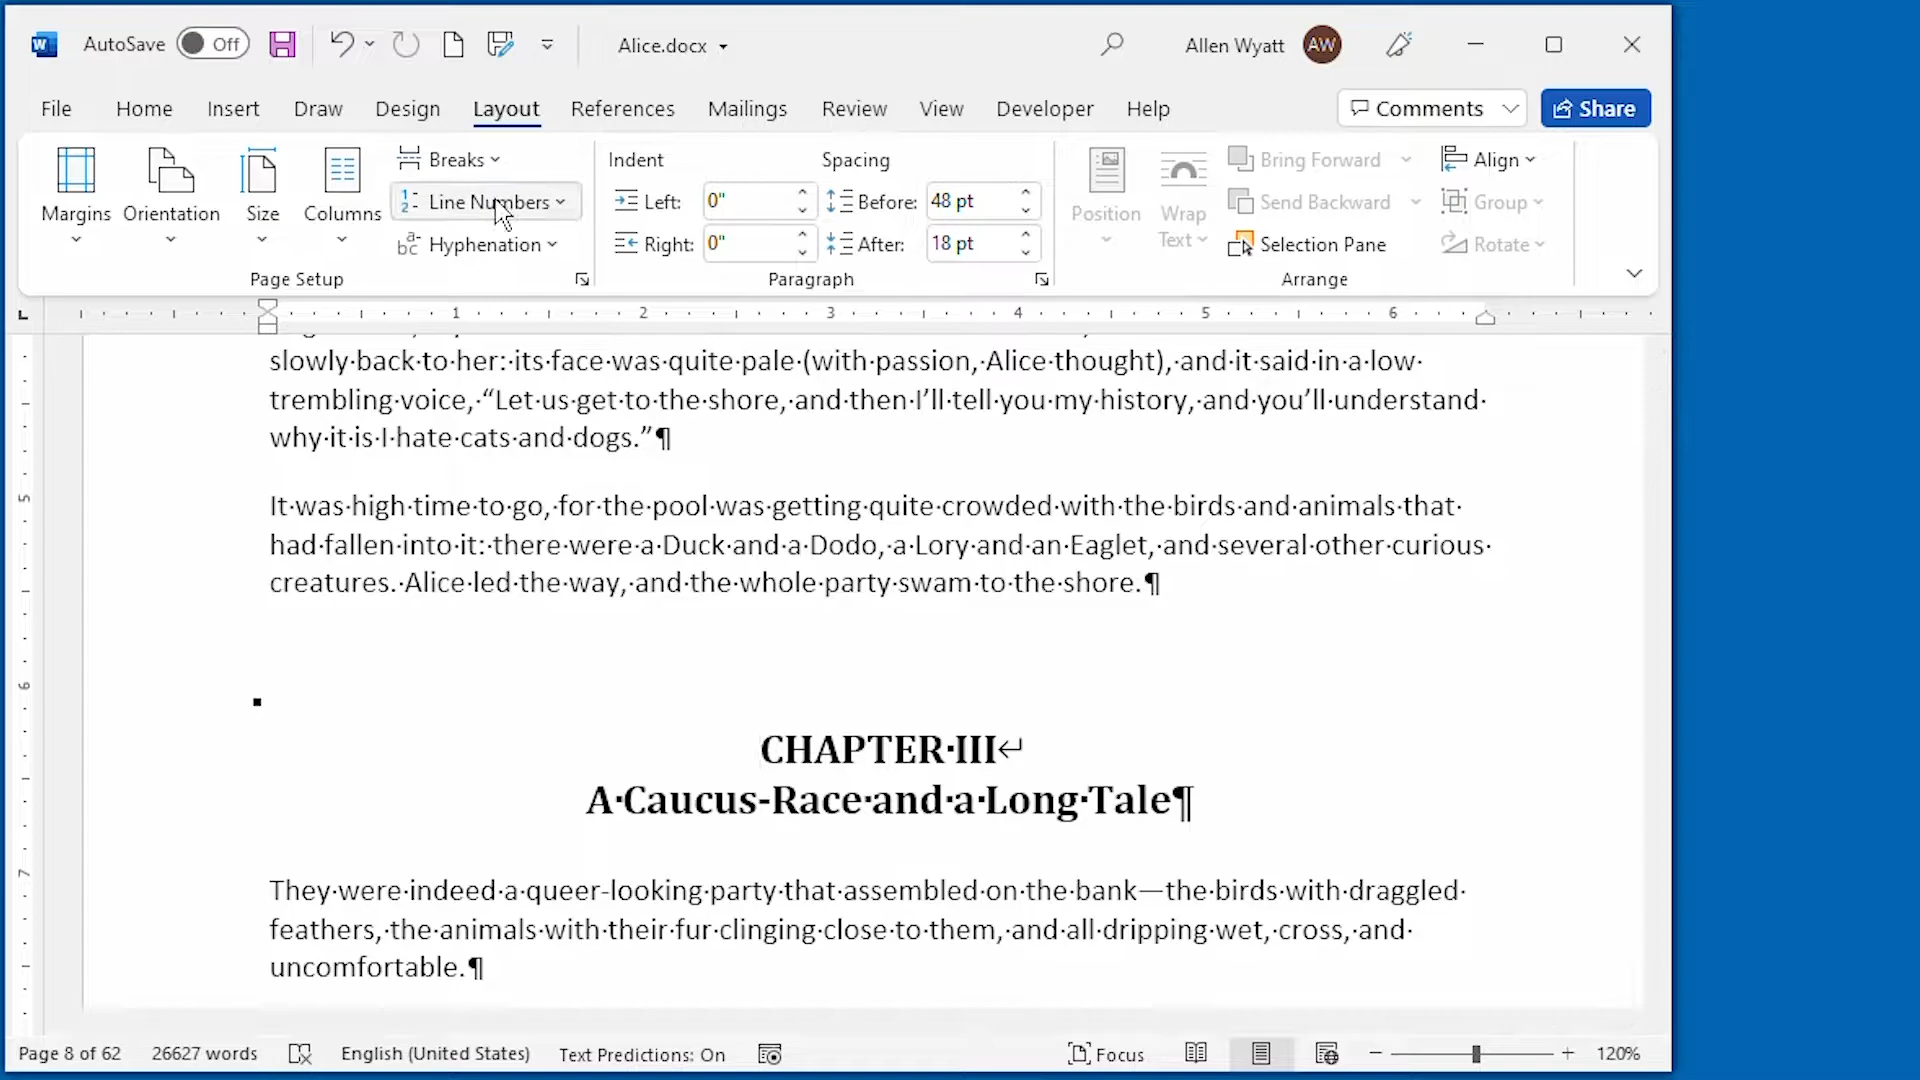 AutoSave Off Alice.docx Allen Wyatt AW
File Home Insert Draw Design Layout References Mailings Review View Developer Help Comments Share
Margins Orientation Size Columns
Breaks
Line Numbers
Hyphenation
Page Setup
Indent Spacing
Left: 0" Before: 48 pt
Right: 0" After: 18 pt
Paragraph
Position
Wrap Text
Bring Forward
Send Backward
Selection Pane
Align
Group
Rotate
Arrange
1 2 3 4 5 6
slowly·back·to·her:·its·face·was·quite·pale·(with·passion,·Alice·thought),·and·it·said·in·a·low·
trembling·voice,·“Let·us·get·to·the·shore,·and·then·I’ll·tell·you·my·history,·and·you’ll·understand·
why·it·is·I·hate·cats·and·dogs.”¶
5
It·was·high·time·to·go,·for·the·pool·was·getting·quite·crowded·with·the·birds·and·animals·that·
had·fallen·into·it:·there·were·a·Duck·and·a·Dodo,·a·Lory·and·an·Eaglet,·and·several·other·curious·
creatures.·Alice·led·the·way,·and·the·whole·party·swam·to·the·shore.¶
6
CHAPTER·III↵
A·Caucus-Race·and·a·Long·Tale¶
7
They·were·indeed·a·queer-looking·party·that·assembled·on·the·bank—the·birds·with·draggled·
feathers,·the·animals·with·their·fur·clinging·close·to·them,·and·all·dripping·wet,·cross,·and·
uncomfortable.¶
Page 8 of 62 26627 words English (United States) Text Predictions: On Focus 120%